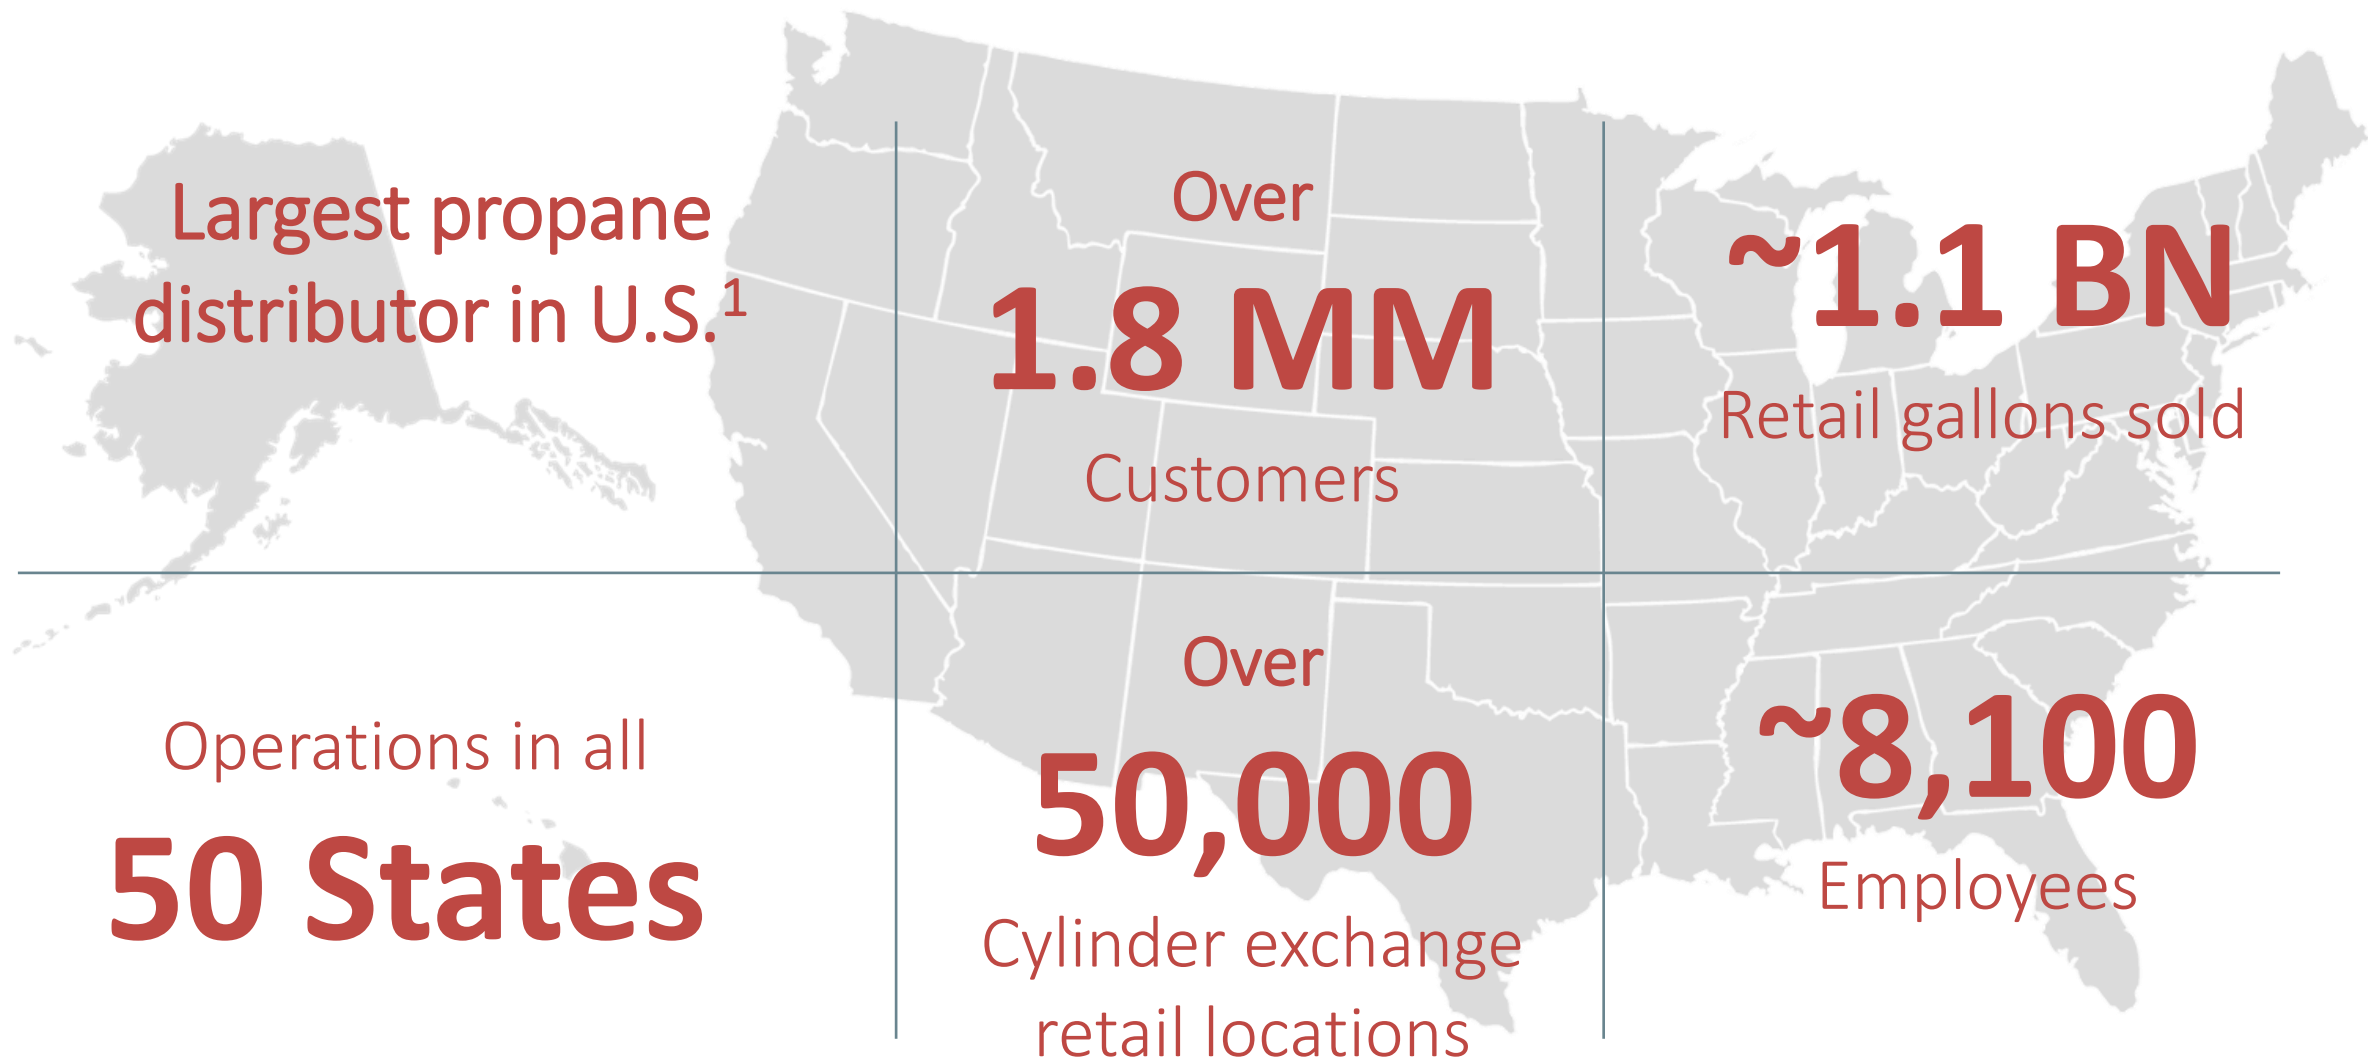 Largest propane
distributor in U.S.¹
Over
1.8 MM
Customers
~1.1 BN
Retail gallons sold
Operations in all
50 States
Over
50,000
Cylinder exchange
retail locations
~8,100
Employees